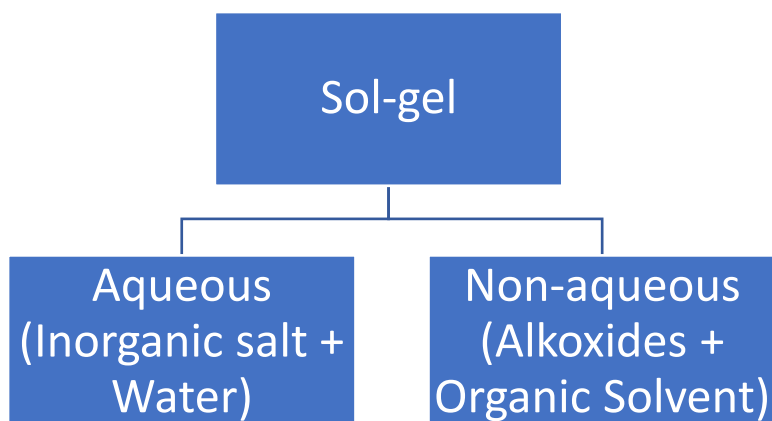 Sol-gel
Aqueous
(Inorganic salt +
Water)
Non-aqueous
(Alkoxides +
Organic Solvent)